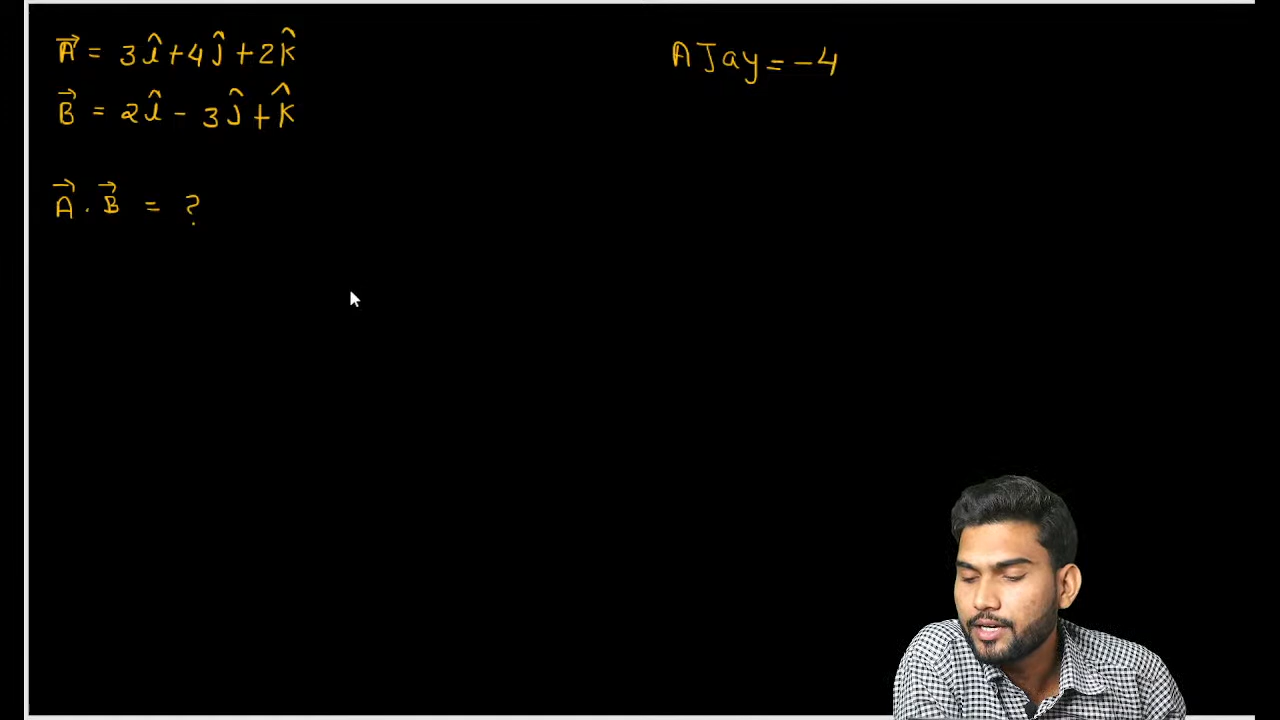 A⃗ = 3î + 4ĵ + 2k̂
B⃗ = 2î - 3ĵ + k̂
A⃗ . B⃗ = ?
AJay = -4